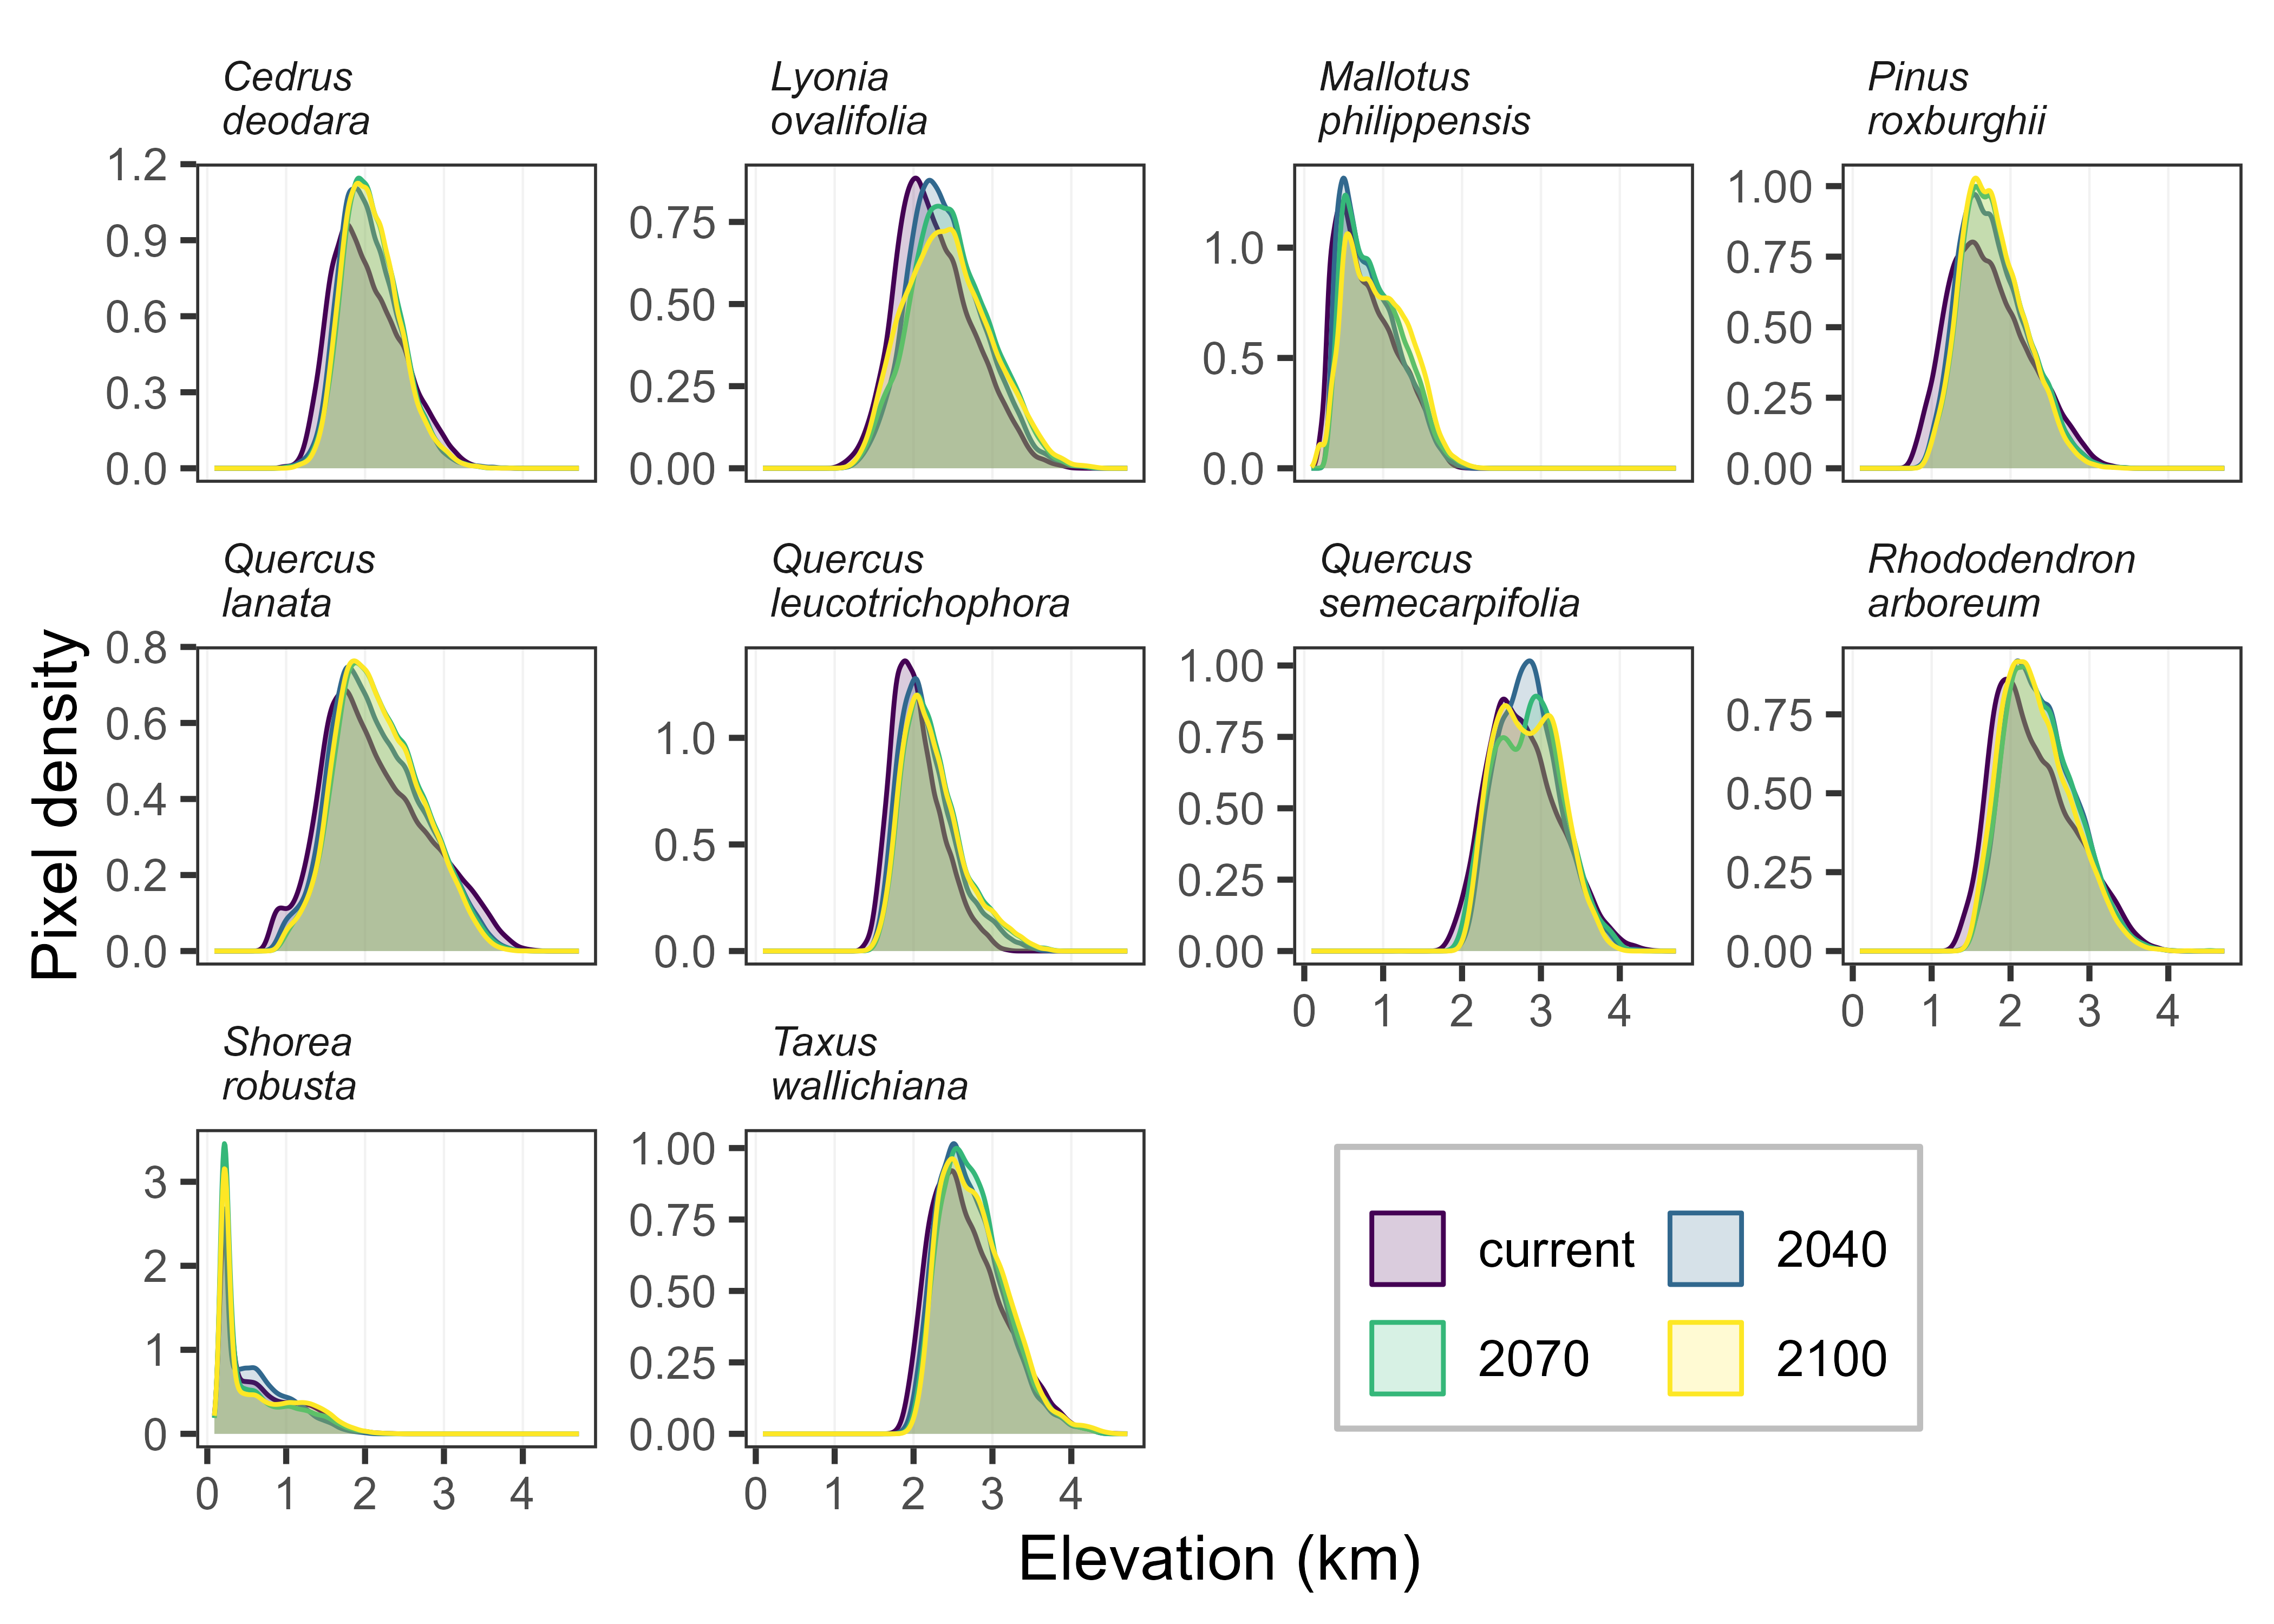 Cedrus
deodara
Lyonia
ovalifolia
Mallotus
philippensis
Pinus
roxburghii
1.2
0.9
0.6
0.3
0.0
0.75
0.50
0.25
0.00
1.0
0.5
0.0
1.00
0.75
0.50
0.25
0.00
Quercus
lanata
Quercus
leucotrichophora
Quercus
semecarpifolia
Rhododendron
arboreum
0.8
0.6
0.4
0.2
0.0
1.0
0.5
0.0
1.00
0.75
0.50
0.25
0.00
0 1 2 3 4
0.75
0.50
0.25
0.00
0 1 2 3 4
Pixel density
Shorea
robusta
Taxus
wallichiana
3
2
1
0
0 1 2 3 4
1.00
0.75
0.50
0.25
0.00
0 1 2 3 4
current 2040
2070 2100
Elevation (km)